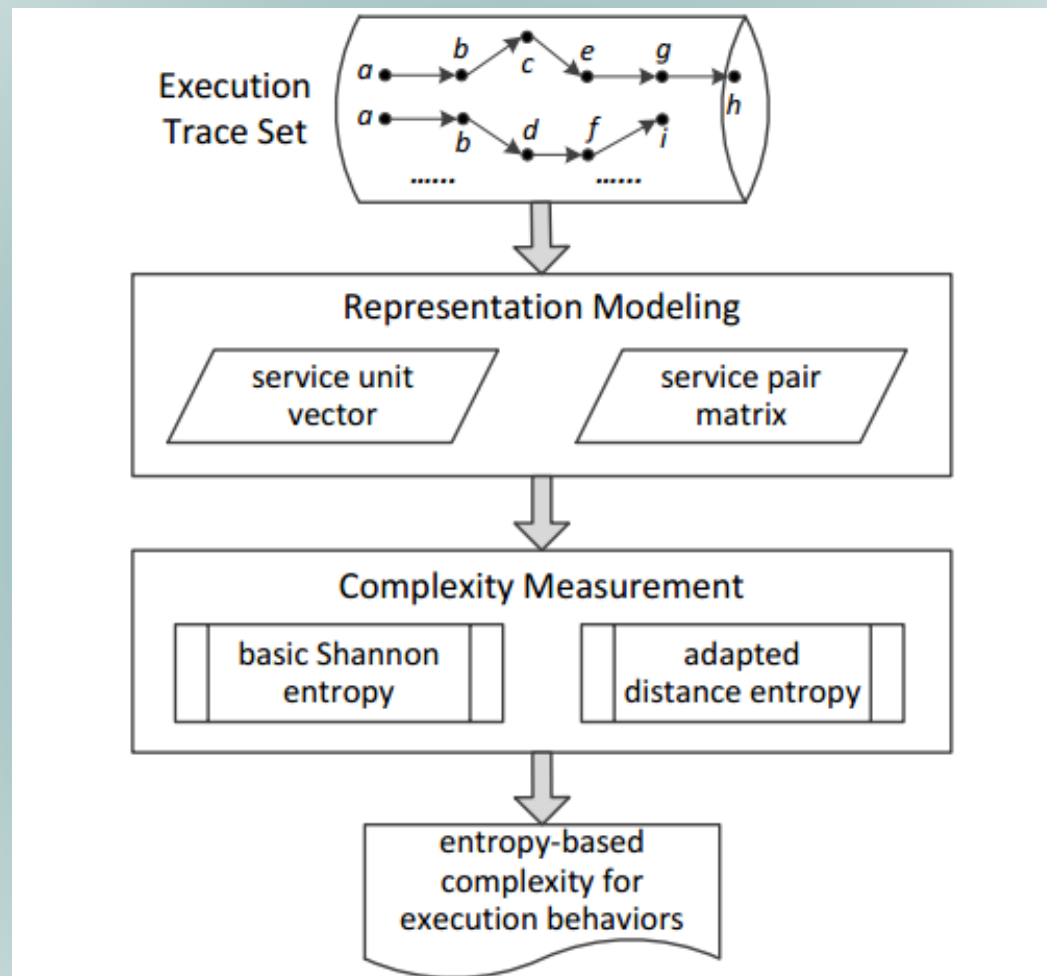 Execution
Trace Set
a b c e g h
a b d f i
...... ......
Representation Modeling
service unit
vector
service pair
matrix
Complexity Measurement
basic Shannon
entropy
adapted
distance entropy
entropy-based
complexity for
execution behaviors